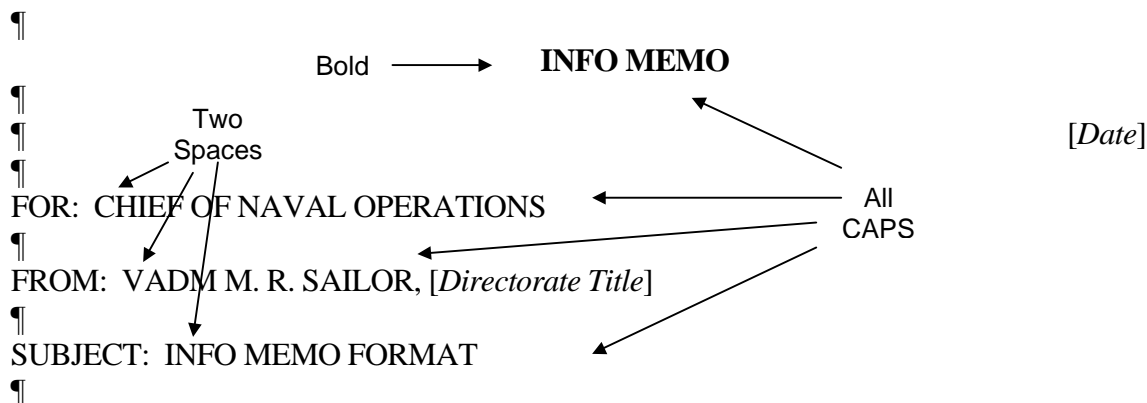 ¶
Bold INFO MEMO
¶
Two
¶ [Date]
Spaces
¶
FOR:  CHIEF OF NAVAL OPERATIONS
All
CAPS
¶
FROM:  VADM M. R. SAILOR, [Directorate Title]
¶
SUBJECT:  INFO MEMO FORMAT
¶